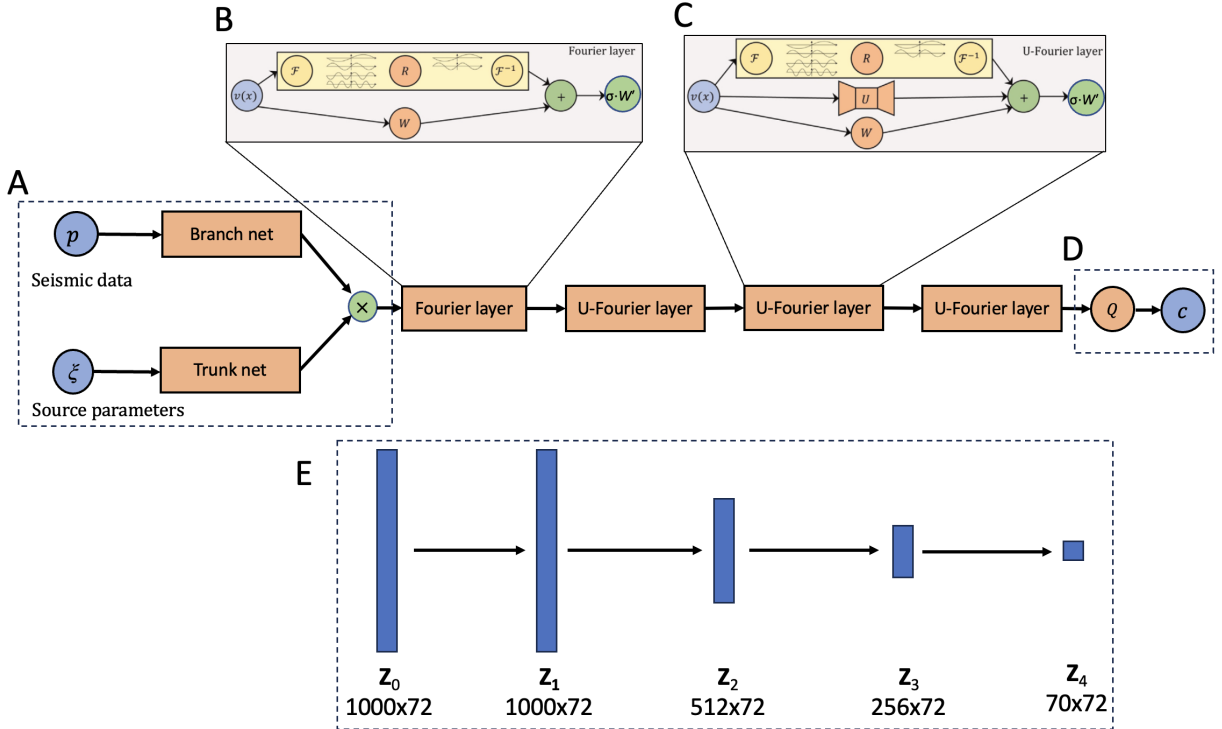 B
C
Fourier layer
ℱ
R
ℱ⁻¹
v(x)
+
σ·W′
W
U-Fourier layer
ℱ
R
ℱ⁻¹
v(x)
U
+
σ·W′
W
A
p
Branch net
Seismic data
×
ξ
Trunk net
Source parameters
Fourier layer
U-Fourier layer
U-Fourier layer
U-Fourier layer
D
Q
c
E
z₀
z₁
z₂
z₃
z₄
1000x72
1000x72
512x72
256x72
70x72